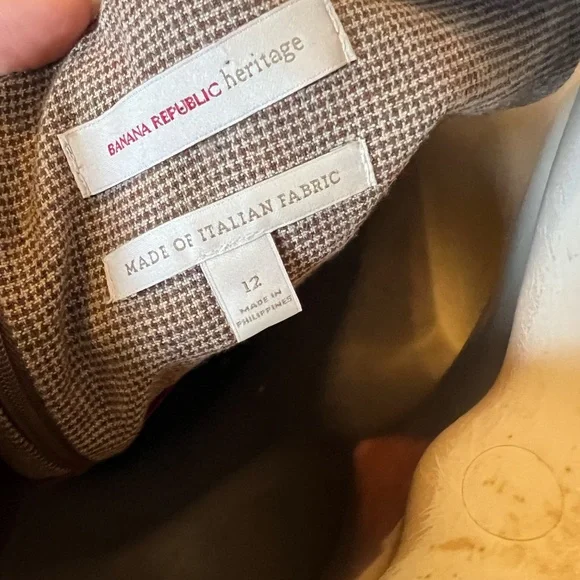 BANANA REPUBLIC heritage
MADE OF ITALIAN FABRIC
12
MADE IN
PHILIPPINES